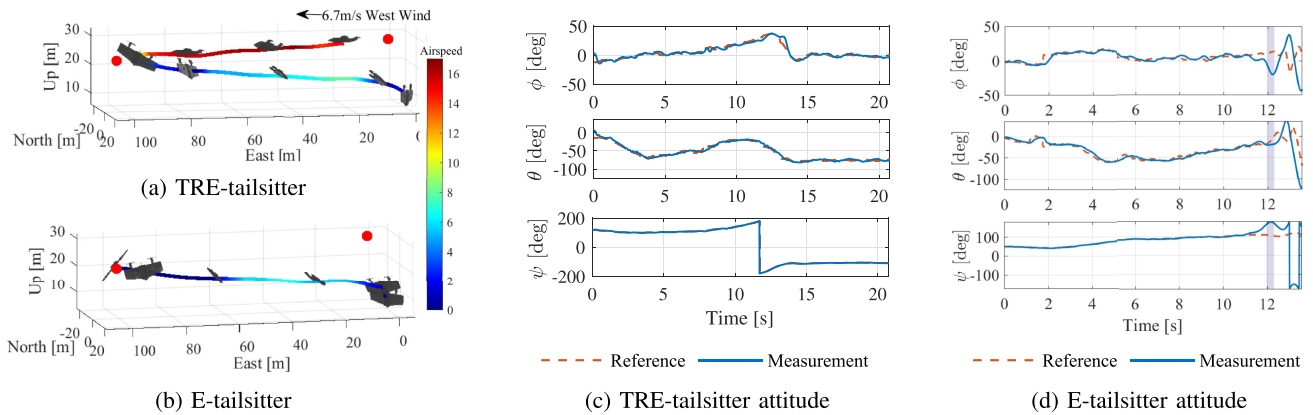 6.7m/s West Wind
30
20
10
Up [m]
-20
20
North [m]
100
80
60
40
20
0
East [m]
(a) TRE-tailsitter
Airspeed
16
14
12
10
8
6
4
2
0
30
20
10
Up [m]
-20
20
North [m]
100
80
60
40
20
0
East [m]
(b) E-tailsitter
50
0
-50
ϕ [deg]
0 5 10 15 20
0
-50
-100
θ [deg]
0 5 10 15 20
200
0
-200
ψ [deg]
0 5 10 15 20
Time [s]
Reference Measurement
(c) TRE-tailsitter attitude
50
0
-50
ϕ [deg]
0 2 4 6 8 10 12
0
-50
-100
θ [deg]
0 2 4 6 8 10 12
100
0
-100
ψ [deg]
0 2 4 6 8 10 12
Time [s]
Reference Measurement
(d) E-tailsitter attitude